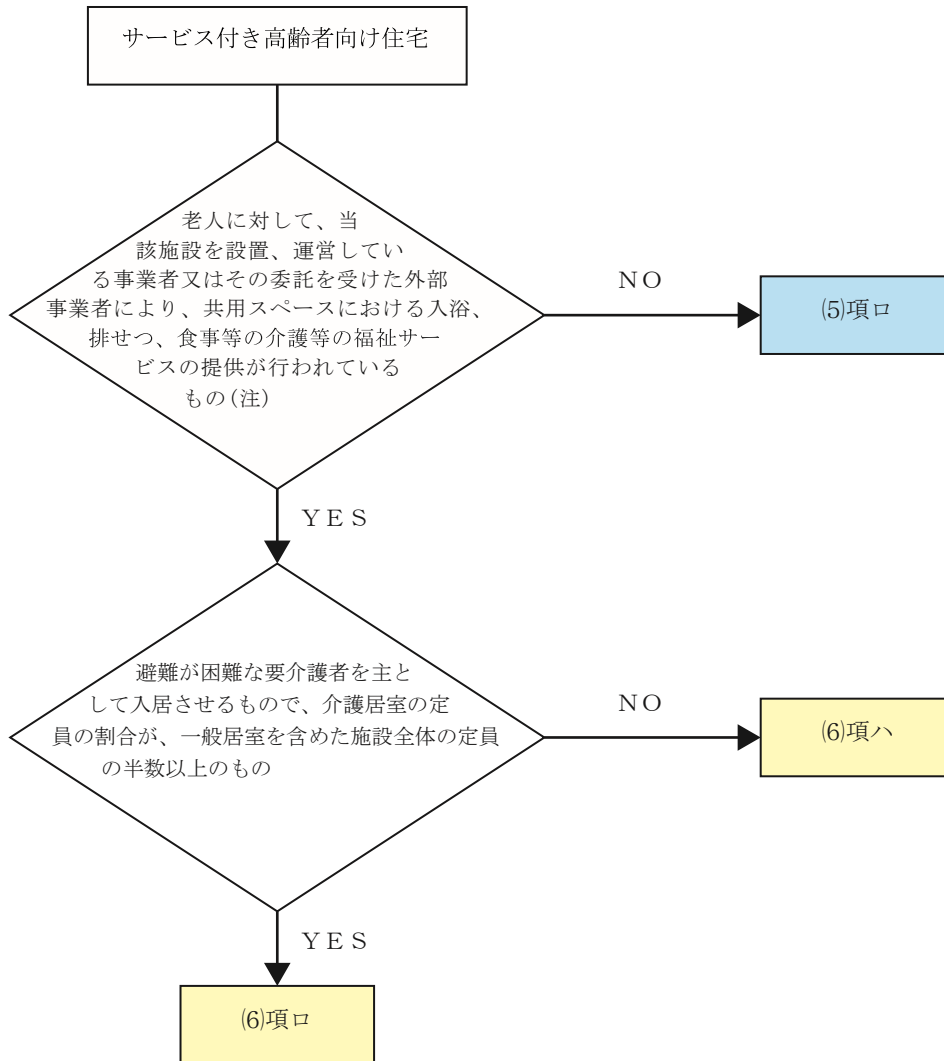 サービス付き高齢者向け住宅
老人に対して、当
該施設を設置、運営してい
る事業者又はその委託を受けた外部
事業者により、共用スペースにおける入浴、
排せつ、食事等の介護等の福祉サー
ビスの提供が行われている
もの(注)
NO
⑸項ロ
YES
避難が困難な要介護者を主と
して入居させるもので、介護居室の定
員の割合が、一般居室を含めた施設全体の定員
の半数以上のもの
NO
⑹項ハ
YES
⑹項ロ